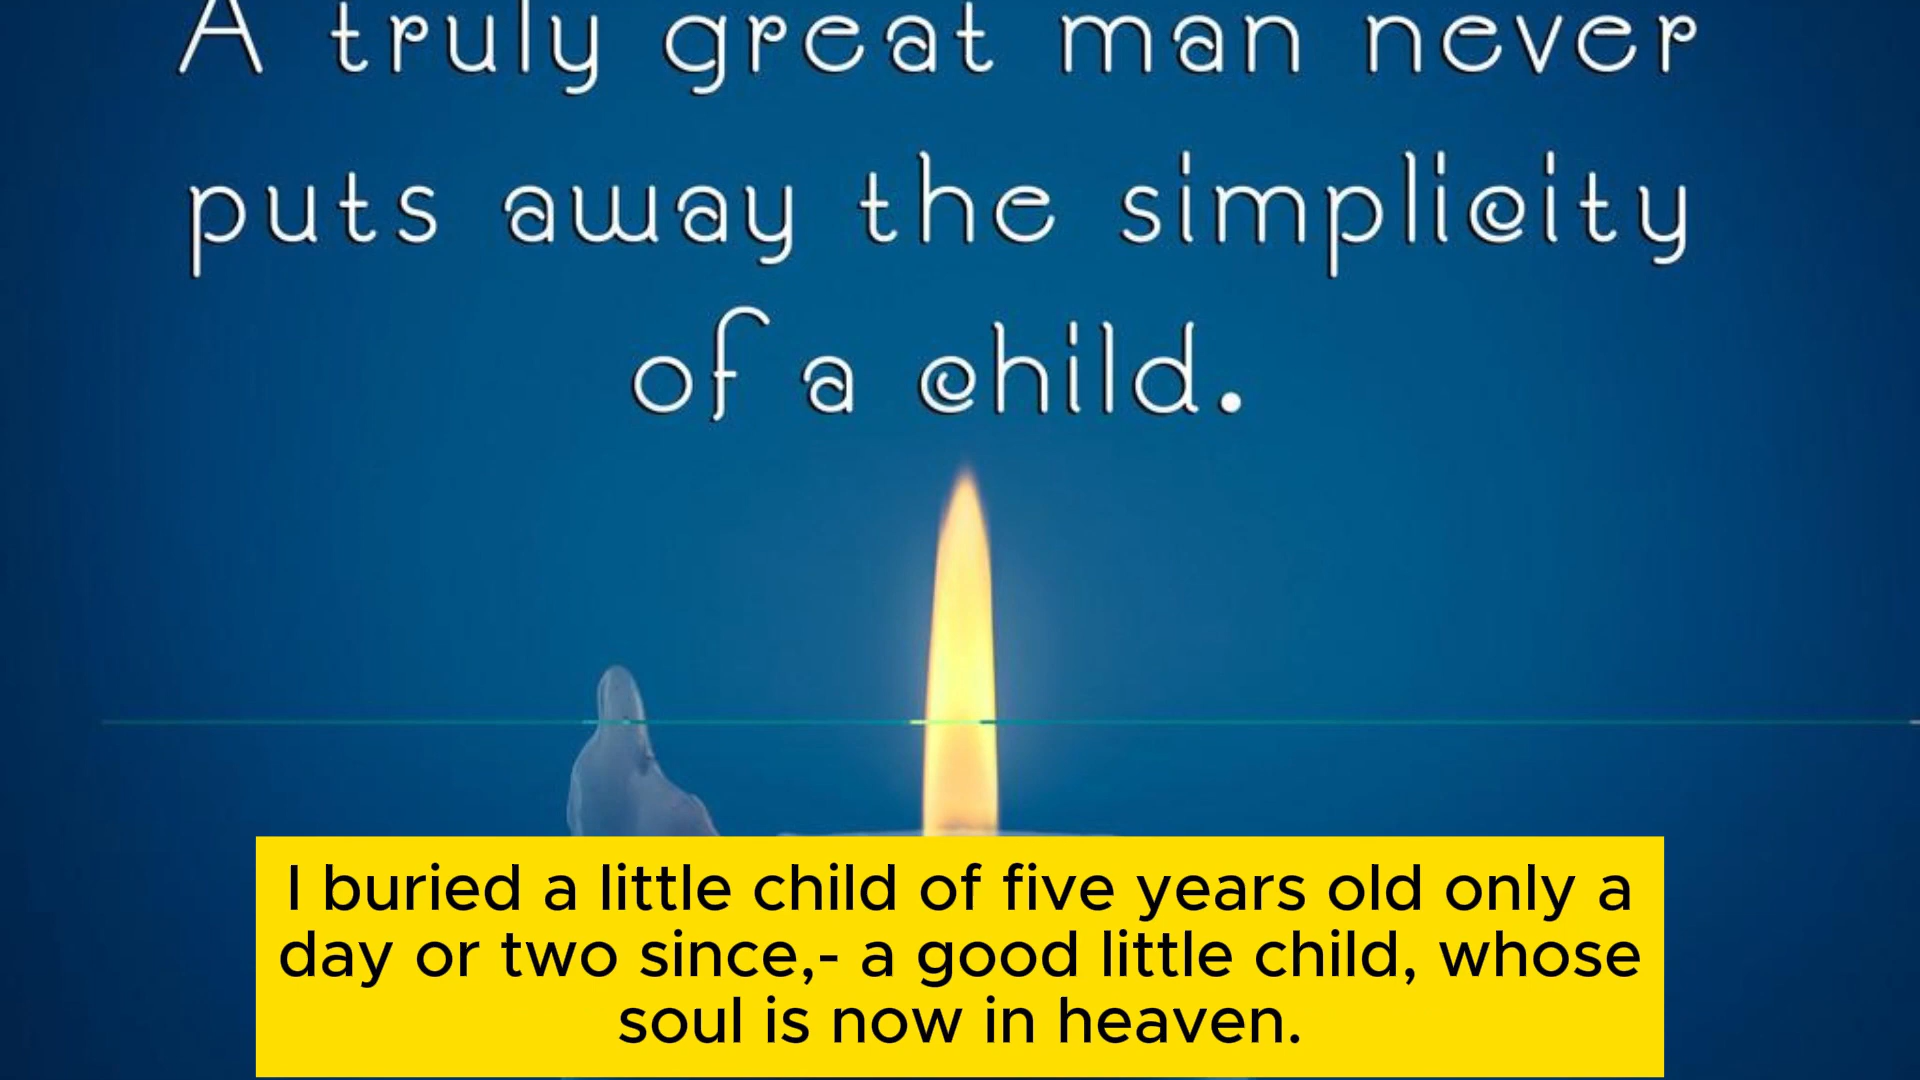 A truly great man never
puts away the simplicity
of a child.
I buried a little child of five years old only a
day or two since,- a good little child, whose
soul is now in heaven.